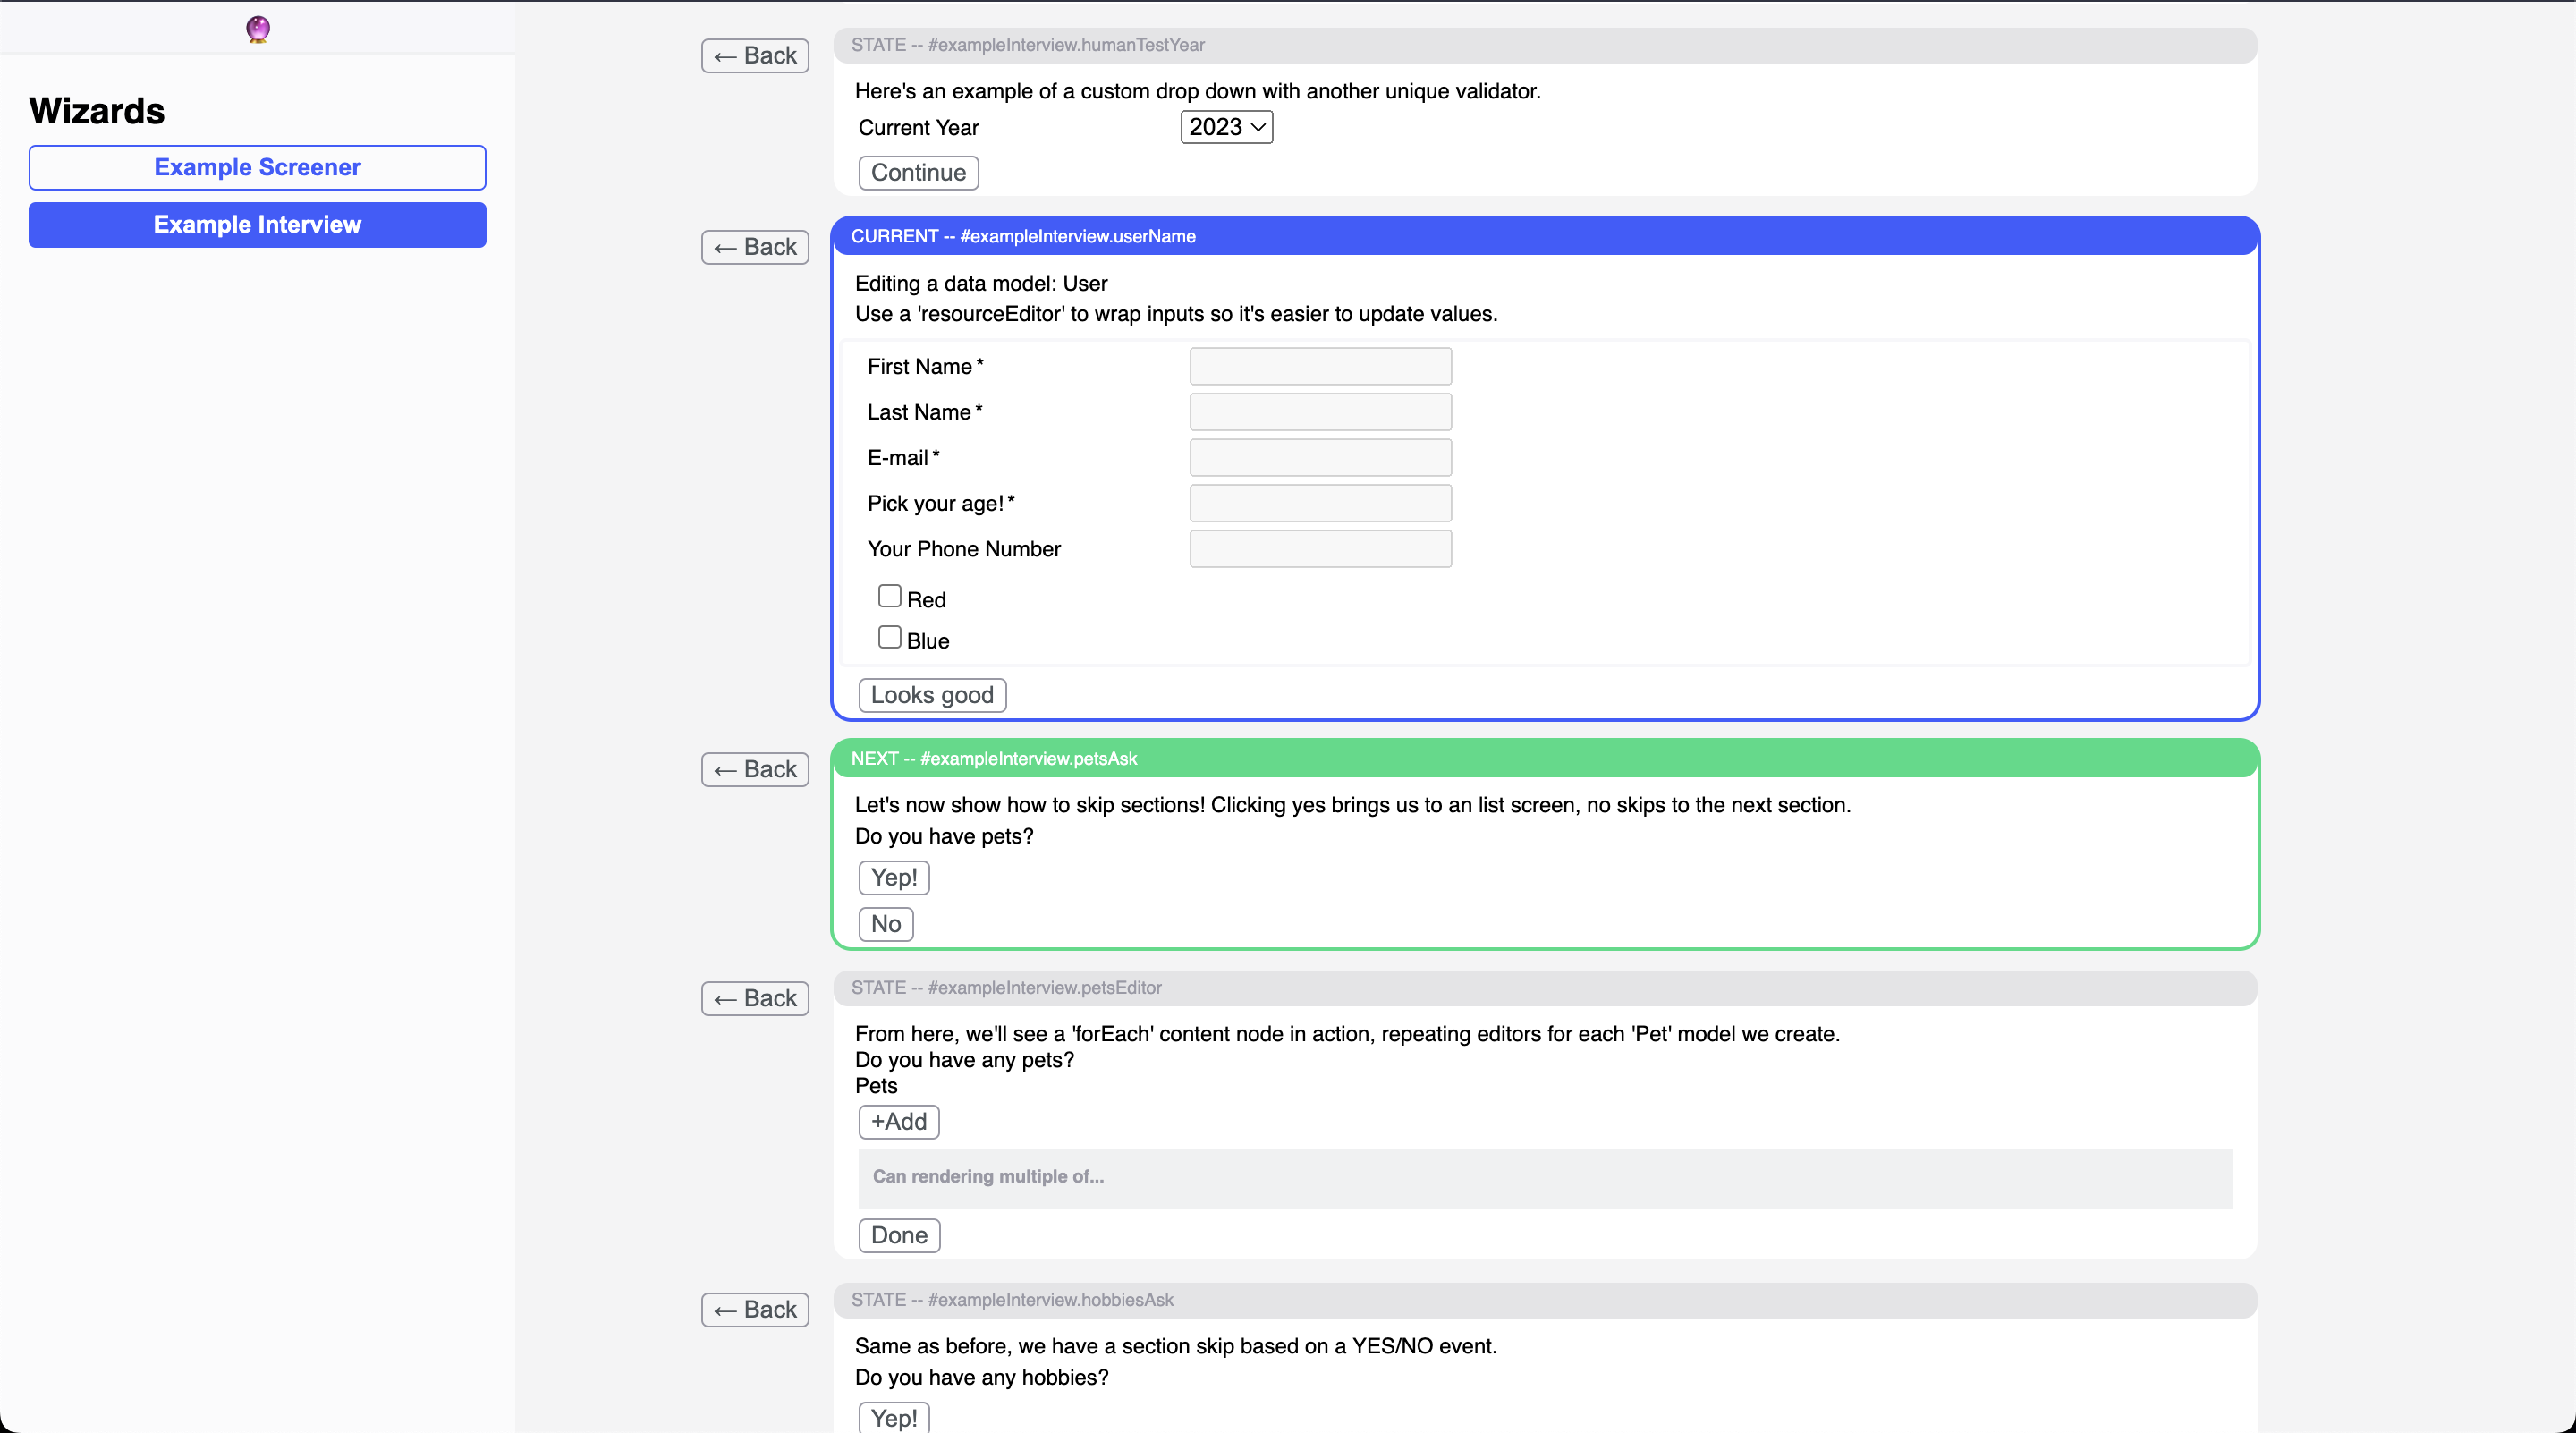 Wizards
Example Screener
Example Interview
← Back
STATE -- #exampleInterview.humanTestYear
Here's an example of a custom drop down with another unique validator.
Current Year 2023
Continue
← Back
CURRENT -- #exampleInterview.userName
Editing a data model: User
Use a 'resourceEditor' to wrap inputs so it's easier to update values.
First Name *
Last Name *
E-mail *
Pick your age! *
Your Phone Number
Red
Blue
Looks good
← Back
NEXT -- #exampleInterview.petsAsk
Let's now show how to skip sections! Clicking yes brings us to an list screen, no skips to the next section.
Do you have pets?
Yep!
No
← Back
STATE -- #exampleInterview.petsEditor
From here, we'll see a 'forEach' content node in action, repeating editors for each 'Pet' model we create.
Do you have any pets?
Pets
+Add
Can rendering multiple of...
Done
← Back
STATE -- #exampleInterview.hobbiesAsk
Same as before, we have a section skip based on a YES/NO event.
Do you have any hobbies?
Yep!